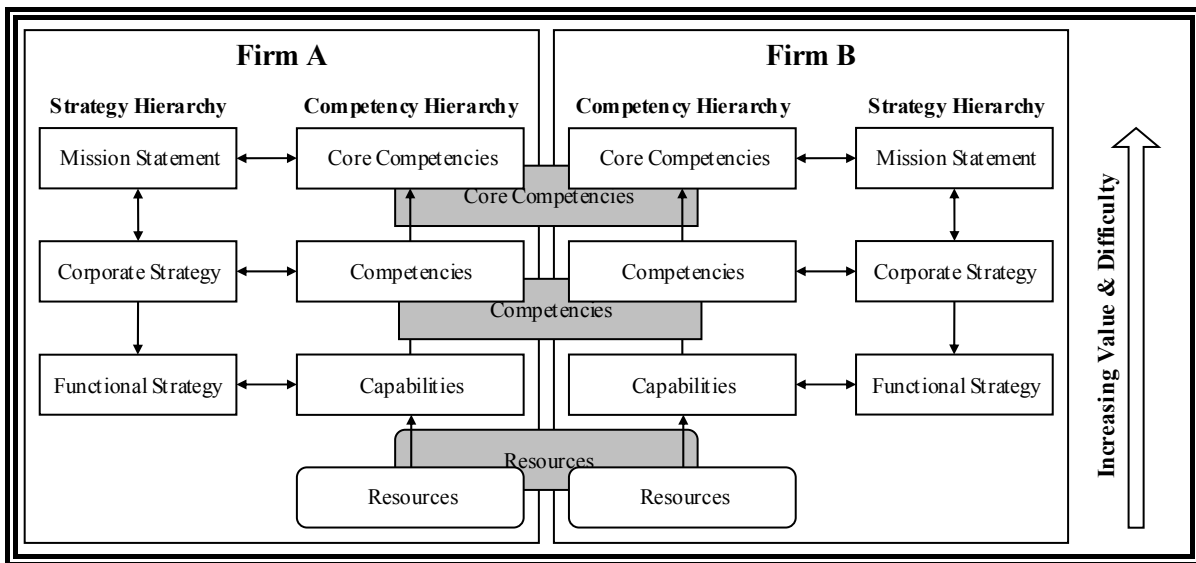 Firm A
Firm B
Strategy Hierarchy
Competency Hierarchy
Competency Hierarchy
Strategy Hierarchy
Mission Statement
Core Competencies
Core Competencies
Mission Statement
Core Competencies
Corporate Strategy
Competencies
Competencies
Corporate Strategy
Competencies
Functional Strategy
Capabilities
Capabilities
Functional Strategy
Resources
Resources
Resources
Increasing Value & Difficulty